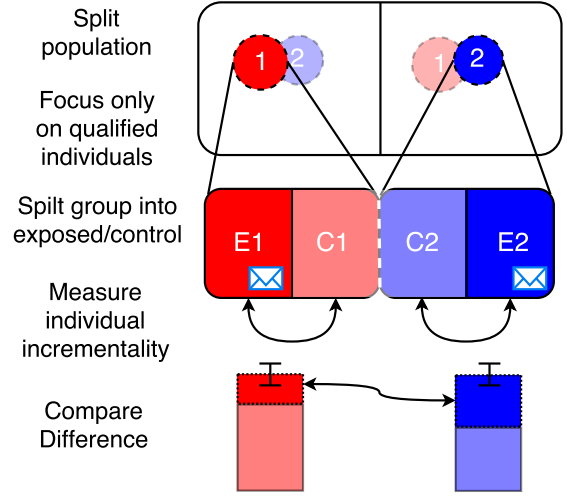 Split
population
1 2
1 2
Focus only
on qualified
individuals
Spilt group into
exposed/control
E1 C1 C2 E2
Measure
individual
incrementality
Compare
Difference